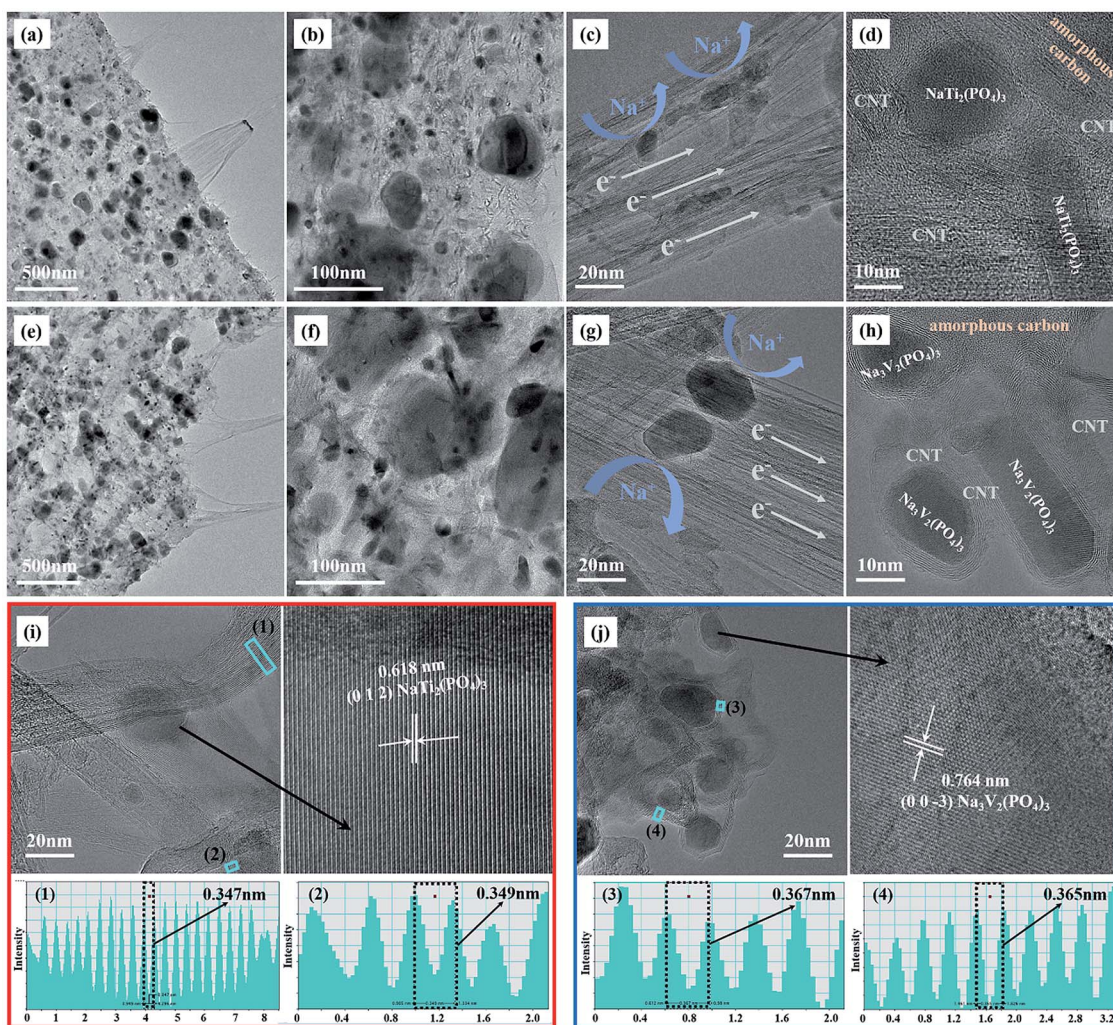 (a)
500nm
(b)
100nm
(c)
Na⁺
Na⁺
e⁻
e⁻
e⁻
20nm
(d)
amorphous
carbon
NaTi₂(PO₄)₃
CNT
CNT
CNT
NaTi₂(PO₄)₃
10nm
(e)
500nm
(f)
100nm
(g)
Na⁺
Na⁺
e⁻
e⁻
e⁻
20nm
(h)
amorphous carbon
Na₃V₂(PO₄)₃
CNT
CNT
CNT
Na₃V₂(PO₄)₃
Na₃V₂(PO₄)₃
10nm
(i)
(1)
(2)
20nm
0.618 nm
(0 1 2) NaTi₂(PO₄)₃
(j)
(3)
(4)
20nm
0.764 nm
(0 0 -3) Na₃V₂(PO₄)₃
(1)
0.347nm
Intensity
0 1 2 3 4 5 6 7 8
(2)
0.349nm
0 0.4 0.8 1.2 1.6 2.0
(3)
0.367nm
Intensity
0 0.4 0.8 1.2 1.6 2.0
(4)
0.365nm
0 0.4 0.8 1.2 1.6 2.0 2.4 2.8 3.2